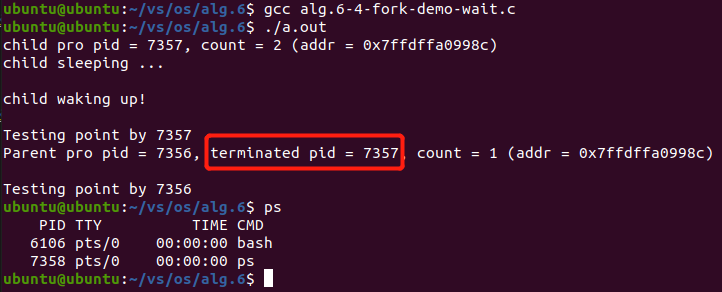 ubuntu@ubuntu:~/vs/os/alg.6$ gcc alg.6-4-fork-demo-wait.c
ubuntu@ubuntu:~/vs/os/alg.6$ ./a.out
child pro pid = 7357, count = 2 (addr = 0x7ffdffa0998c)
child sleeping ...
child waking up!
Testing point by 7357
Parent pro pid = 7356, terminated pid = 7357, count = 1 (addr = 0x7ffdffa0998c)
Testing point by 7356
ubuntu@ubuntu:~/vs/os/alg.6$ ps
PID TTY TIME CMD
6106 pts/0 00:00:00 bash
7358 pts/0 00:00:00 ps
ubuntu@ubuntu:~/vs/os/alg.6$